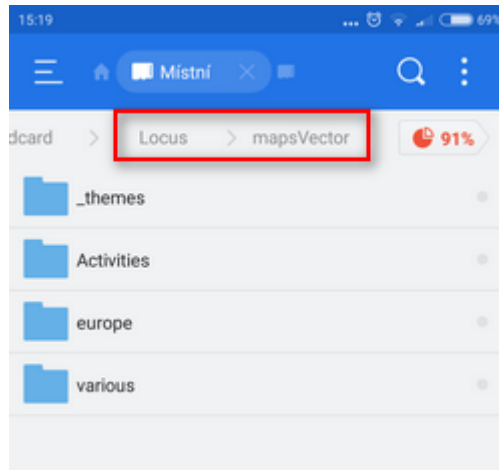 15:19 ... 69%
Místní
dcard > Locus > mapsVector 91%
_themes
Activities
europe
various